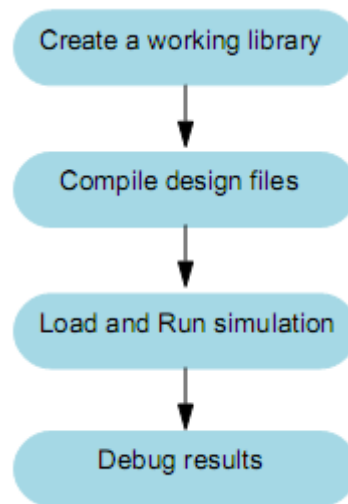 Create a working library
Compile design files
Load and Run simulation
Debug results